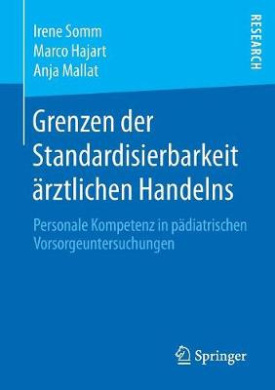 Irene Somm
Marco Hajart
Anja Mallat
RESEARCH
Grenzen der
Standardisierbarkeit
ärztlichen Handelns
Personale Kompetenz in pädiatrischen
Vorsorgeuntersuchungen
Springer